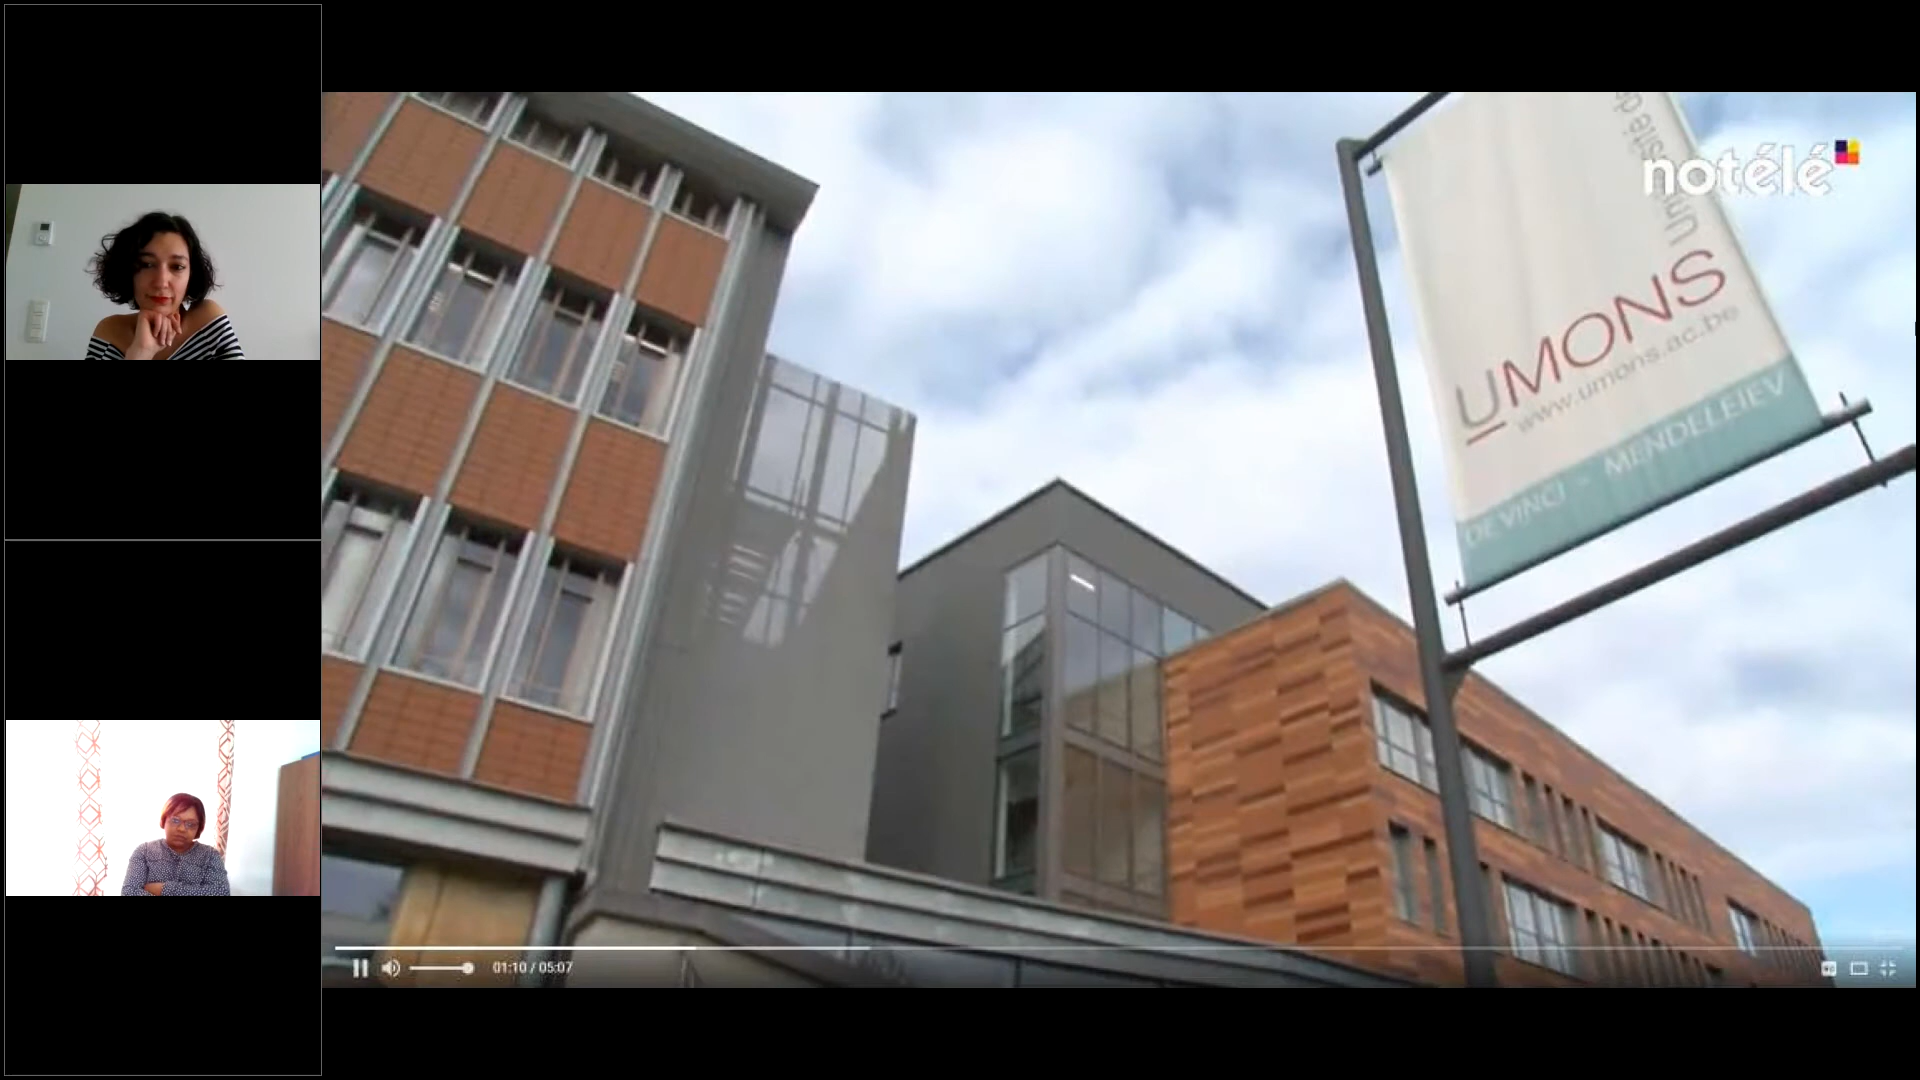 notélé
Université de
UMONS
www.umons.ac.be
DE VINCI - MENDELEIEV
01:10 / 05:07